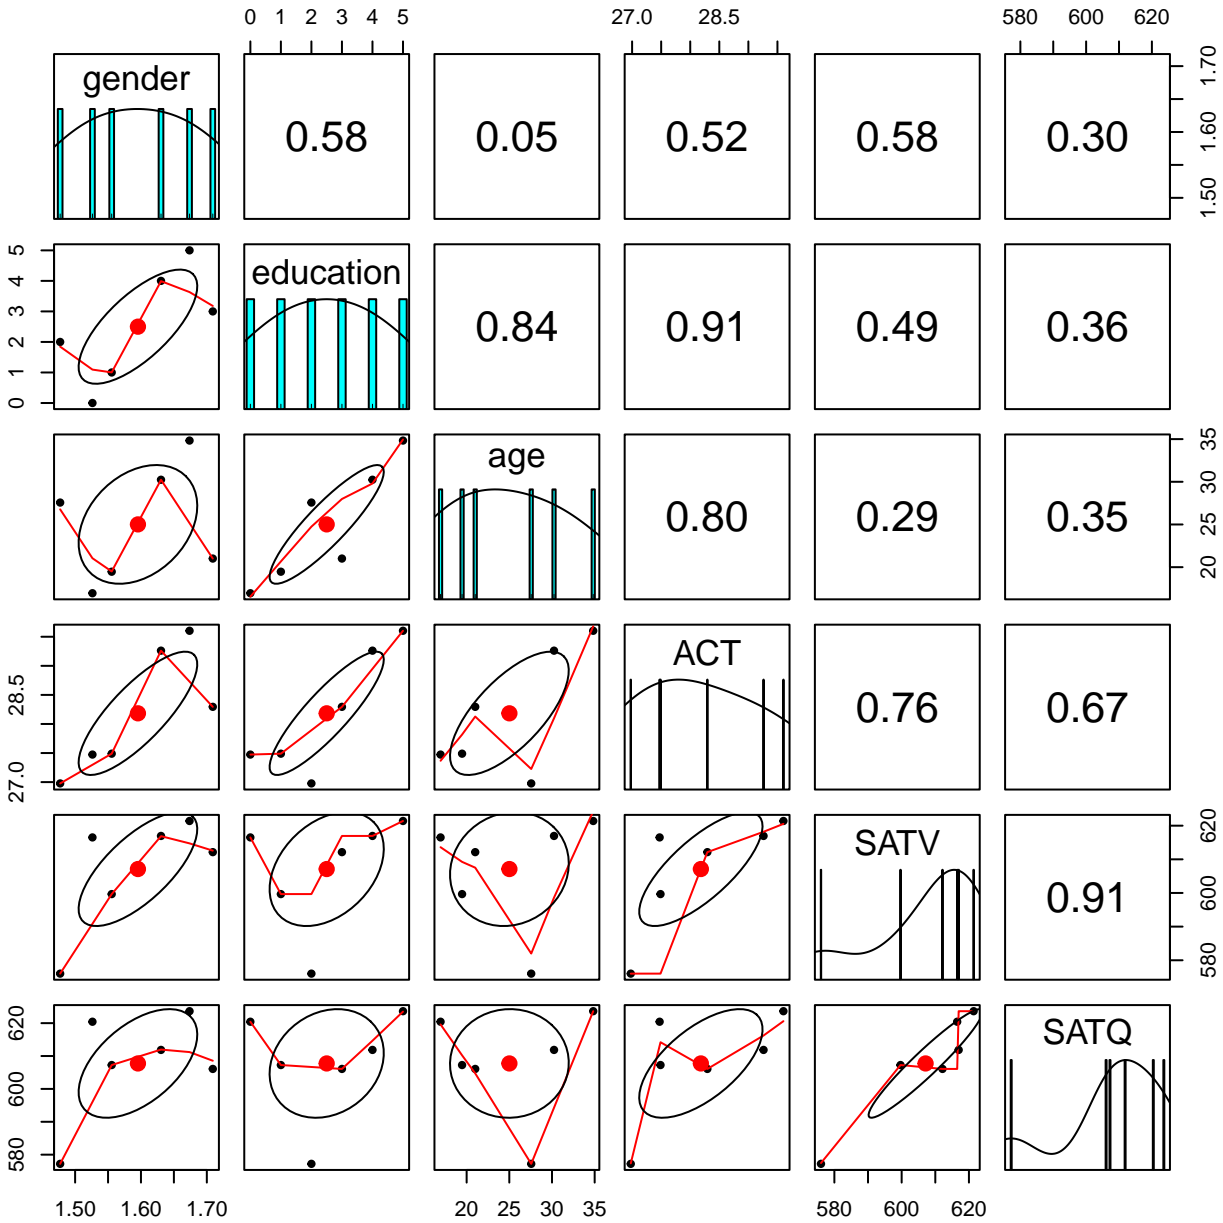 0 1 2 3 4 5 27.0 28.5 580 600 620
gender 0.58 0.05 0.52 0.58 0.30 1.50 1.60 1.70
0 1 2 3 4 5 education 0.84 0.91 0.49 0.36
age 0.80 0.29 0.35 20 25 30 35
27.0 28.5 ACT 0.76 0.67
SATV 0.91 580 600 620
580 600 620 SATQ
1.50 1.60 1.70 20 25 30 35 580 600 620